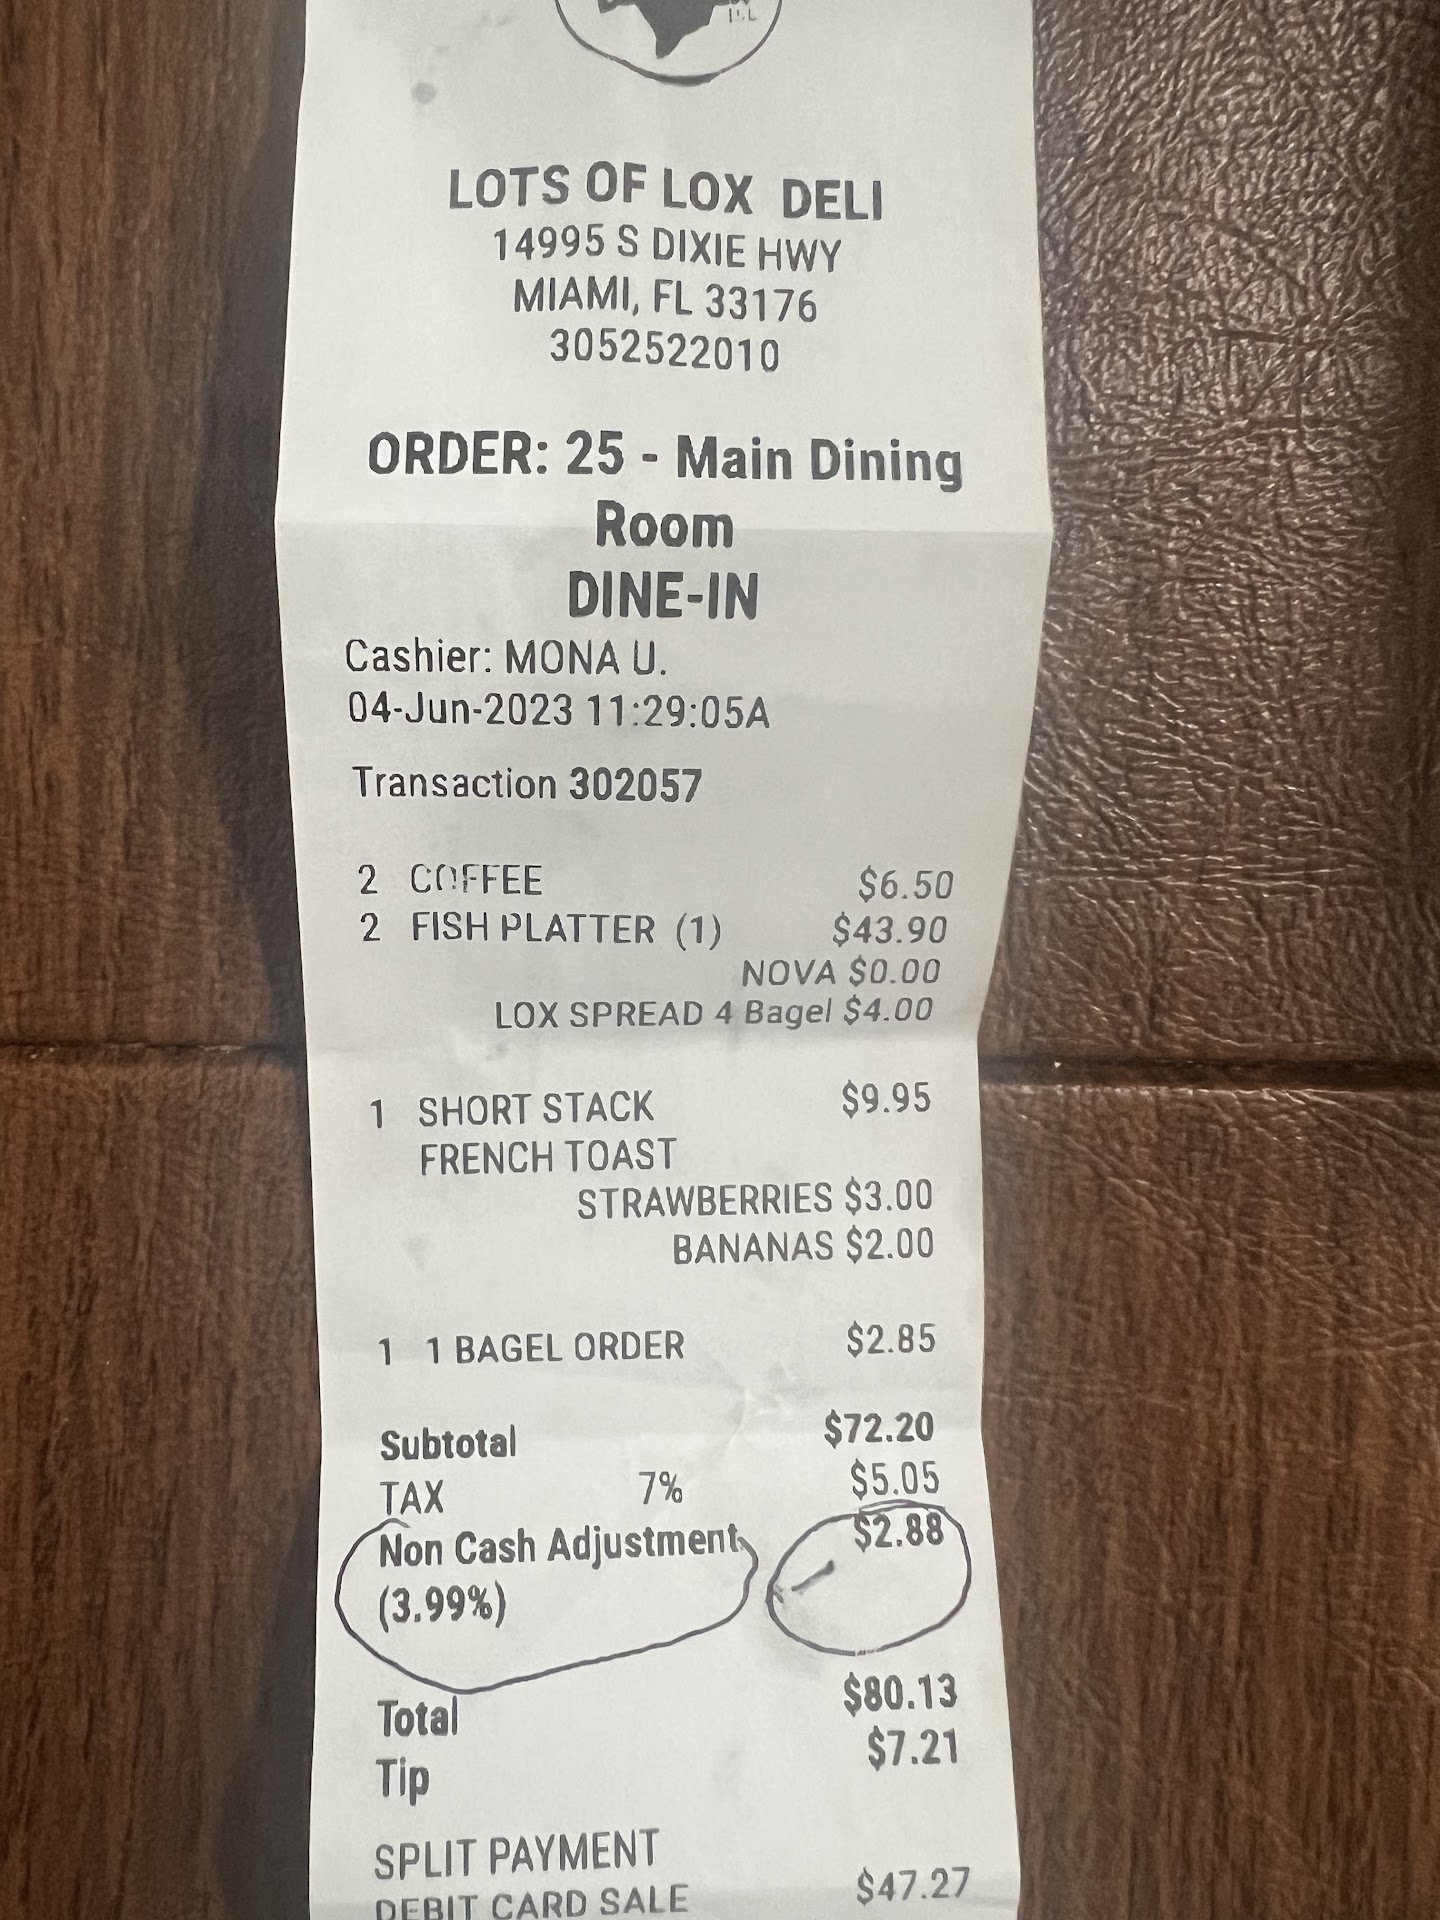 LOTS OF LOX DELI
14995 S DIXIE HWY
MIAMI, FL 33176
3052522010
ORDER: 25 - Main Dining
Room
DINE-IN
Cashier: MONA U.
04-Jun-2023 11:29:05A
Transaction 302057
2 COFFEE $6.50
2 FISH PLATTER (1) $43.90
NOVA $0.00
LOX SPREAD 4 Bagel $4.00
1 SHORT STACK $9.95
FRENCH TOAST
STRAWBERRIES $3.00
BANANAS $2.00
1 1 BAGEL ORDER $2.85
Subtotal $72.20
TAX 7% $5.05
Non Cash Adjustment $2.88
(3.99%)
Total $80.13
Tip $7.21
SPLIT PAYMENT
DEBIT CARD SALE $47.27